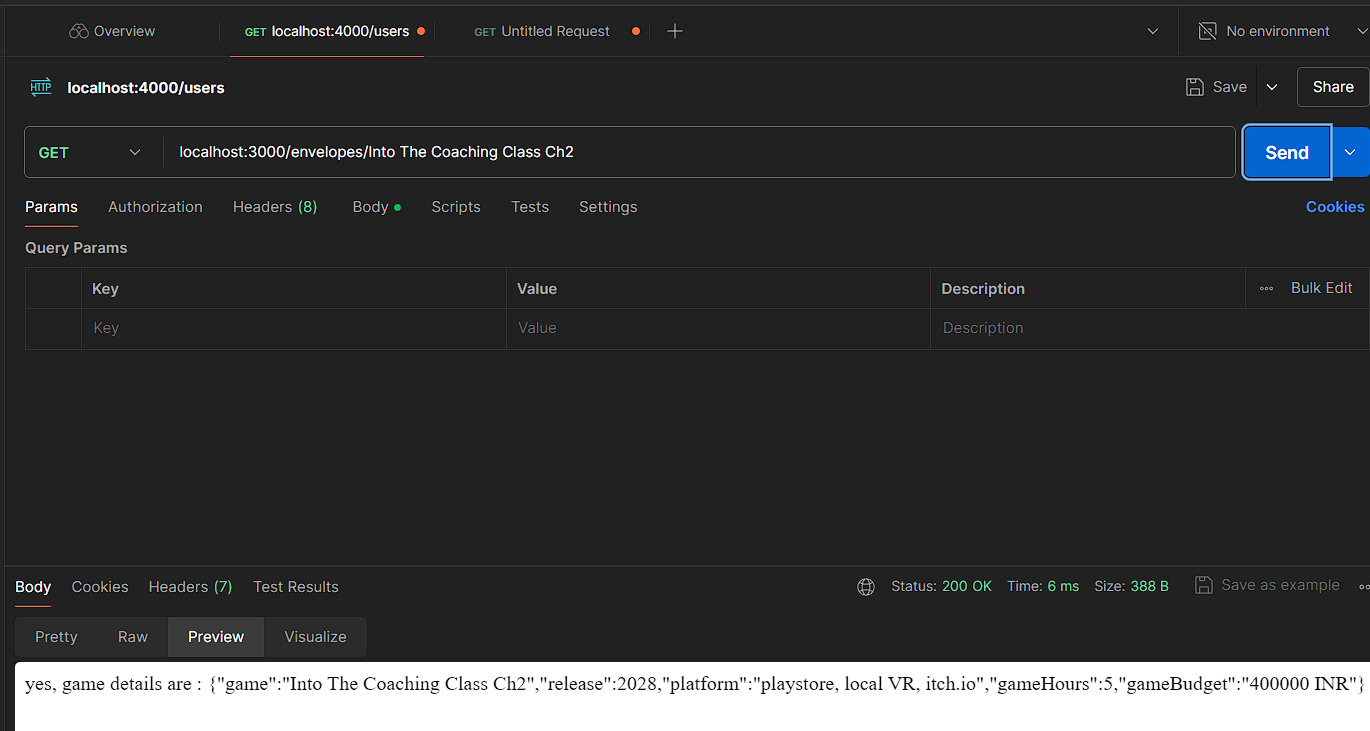 Overview GET localhost:4000/users GET Untitled Request No environment
HTTP localhost:4000/users Save Share
GET localhost:3000/envelopes/Into The Coaching Class Ch2 Send
Params Authorization Headers (8) Body Scripts Tests Settings Cookies
Query Params
Key Value Description Bulk Edit
Key Value Description
Body Cookies Headers (7) Test Results Status: 200 OK Time: 6 ms Size: 388 B Save as example
Pretty Raw Preview Visualize
yes, game details are : {"game":"Into The Coaching Class Ch2","release":2028,"platform":"playstore, local VR, itch.io","gameHours":5,"gameBudget":"400000 INR"}